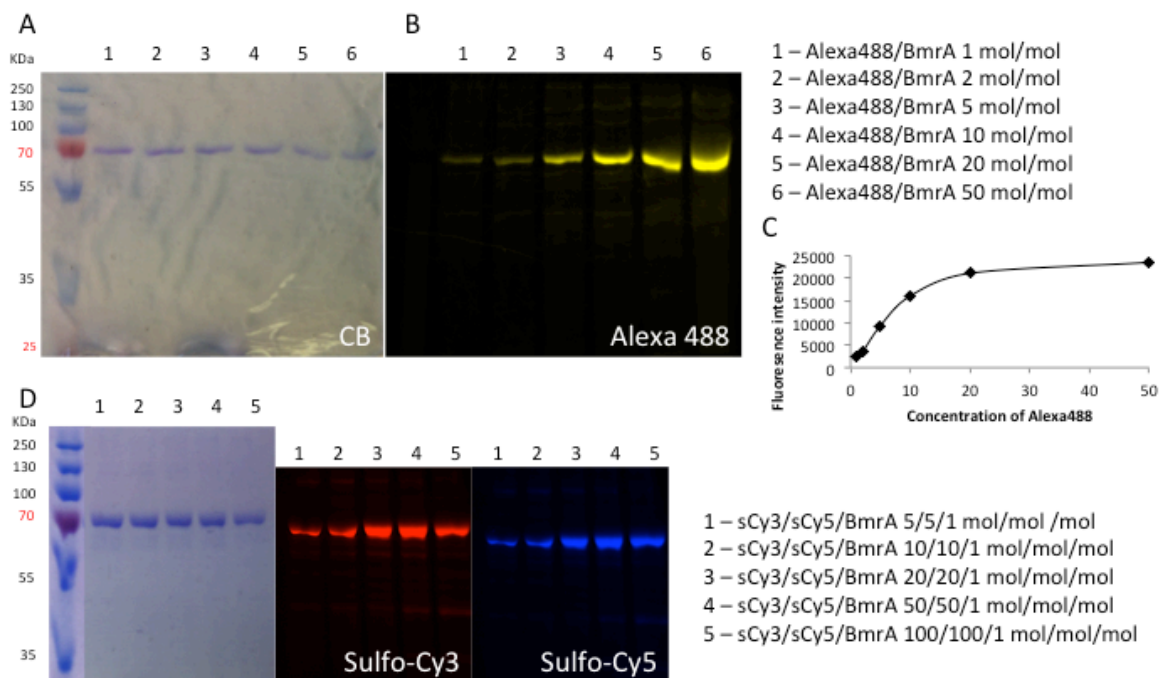 A
KDa
1 2 3 4 5 6
250
130
100
70
55
35
25
CB
B
1 2 3 4 5 6
Alexa 488
1 – Alexa488/BmrA 1 mol/mol
2 – Alexa488/BmrA 2 mol/mol
3 – Alexa488/BmrA 5 mol/mol
4 – Alexa488/BmrA 10 mol/mol
5 – Alexa488/BmrA 20 mol/mol
6 – Alexa488/BmrA 50 mol/mol
C
Fluoresence intensity
25000
20000
15000
10000
5000
0
0 10 20 30 40 50
Concentration of Alexa488
D
KDa
1 2 3 4 5
250
130
100
70
55
35
1 2 3 4 5
Sulfo-Cy3
1 2 3 4 5
Sulfo-Cy5
1 – sCy3/sCy5/BmrA 5/5/1 mol/mol /mol
2 – sCy3/sCy5/BmrA 10/10/1 mol/mol/mol
3 – sCy3/sCy5/BmrA 20/20/1 mol/mol/mol
4 – sCy3/sCy5/BmrA 50/50/1 mol/mol/mol
5 – sCy3/sCy5/BmrA 100/100/1 mol/mol/mol